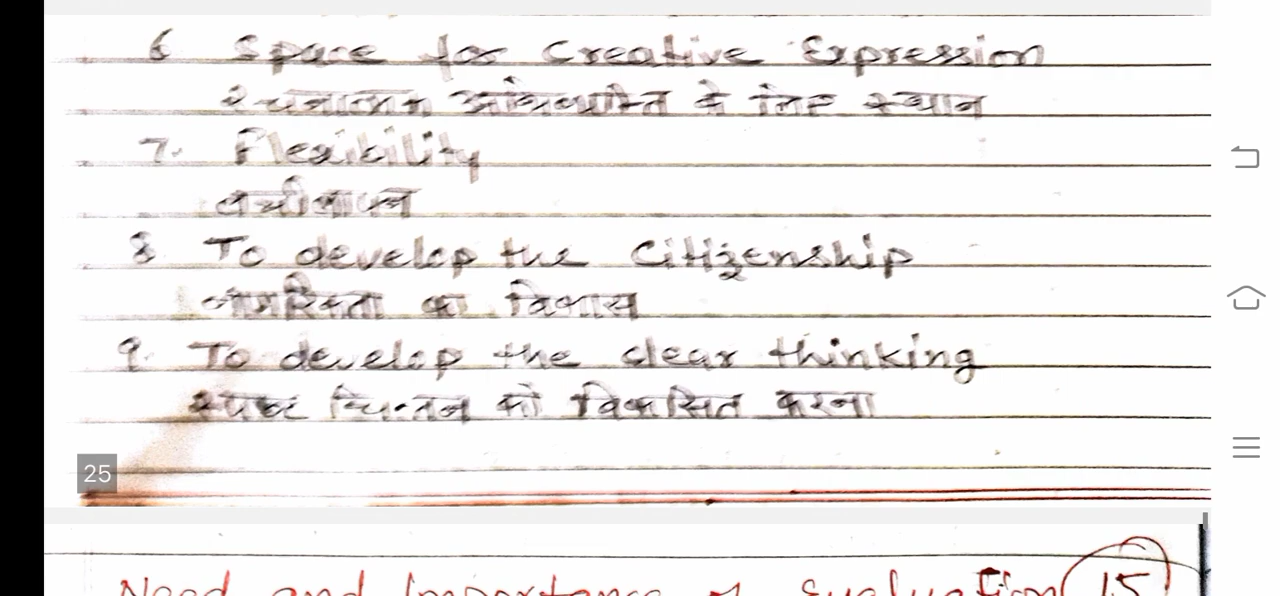 6 Space for Creative Expression
रचनात्मक अभिव्यक्ति के लिए स्थान
7. Flexibility
लचीलापन
8 To develop the Citizenship
नागरिकता का विकास
9. To develop the clear thinking
स्पष्ट चिन्तन को विकसित करना
25
Need and Importance of Evaluation 15